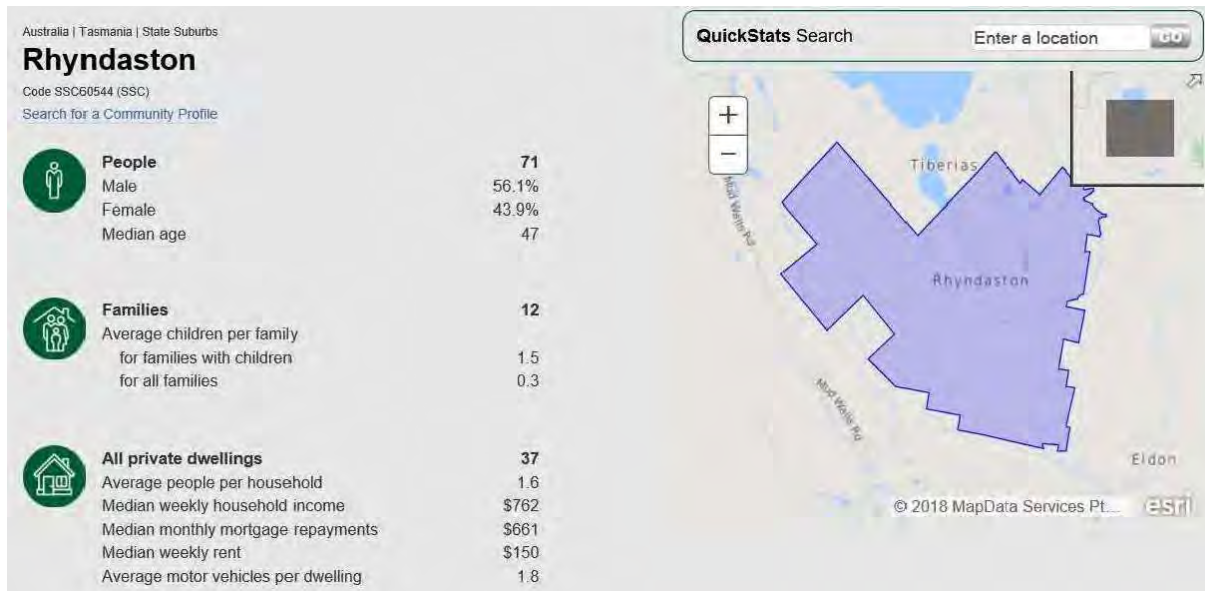 Australia | Tasmania | State Suburbs
Rhyndaston
Code SSC60544 (SSC)
Search for a Community Profile
People 71
Male 56.1%
Female 43.9%
Median age 47
Families 12
Average children per family
for families with children 1.5
for all families 0.3
All private dwellings 37
Average people per household 1.6
Median weekly household income $762
Median monthly mortgage repayments $661
Median weekly rent $150
Average motor vehicles per dwelling 1.8
QuickStats Search Enter a location GO
+
−
Tiberias
Mud Walls Rd
Rhyndaston
Mud Walls Rd
Eldon
© 2018 MapData Services Pt... esri